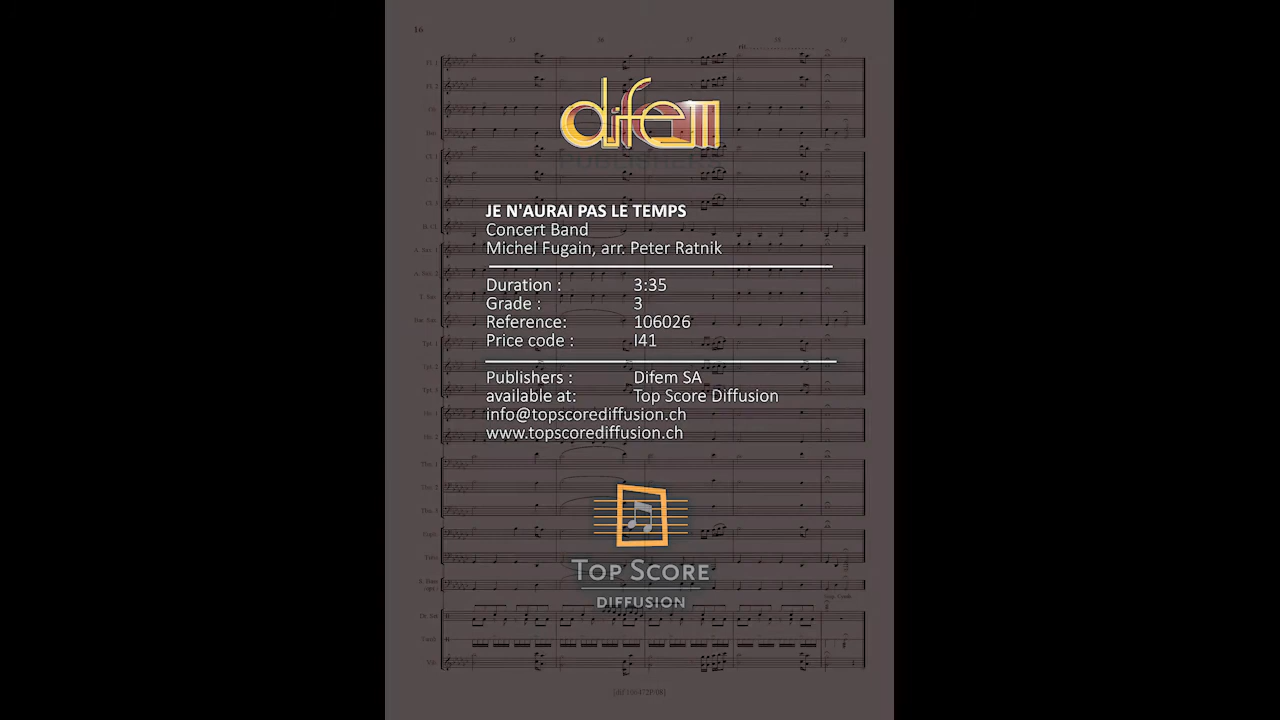 16
difem
PUBLISHER
JE N'AURAI PAS LE TEMPS
Concert Band
Michel Fugain, arr. Peter Ratnik
Duration : 3:35
Grade : 3
Reference: 106026
Price code : I41
Publishers : Difem SA
available at: Top Score Diffusion
info@topscorediffusion.ch
www.topscorediffusion.ch
TOP SCORE
DIFFUSION